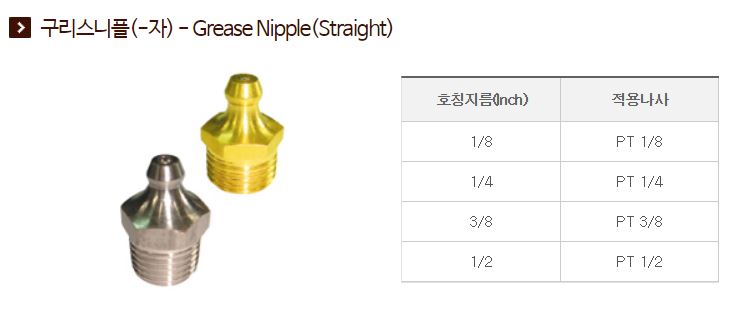 구리스니플(-자) - Grease Nipple(Straight)
호칭지름(Inch) 적용나사
1/8 PT 1/8
1/4 PT 1/4
3/8 PT 3/8
1/2 PT 1/2